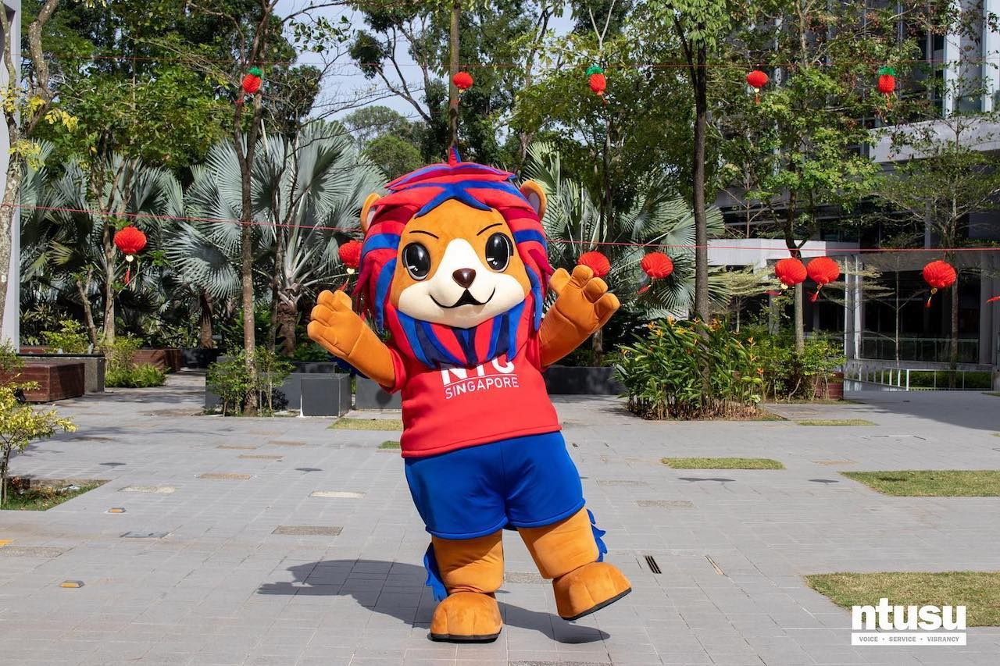 NTU
SINGAPORE
ntusu
VOICE • SERVICE • VIBRANCY